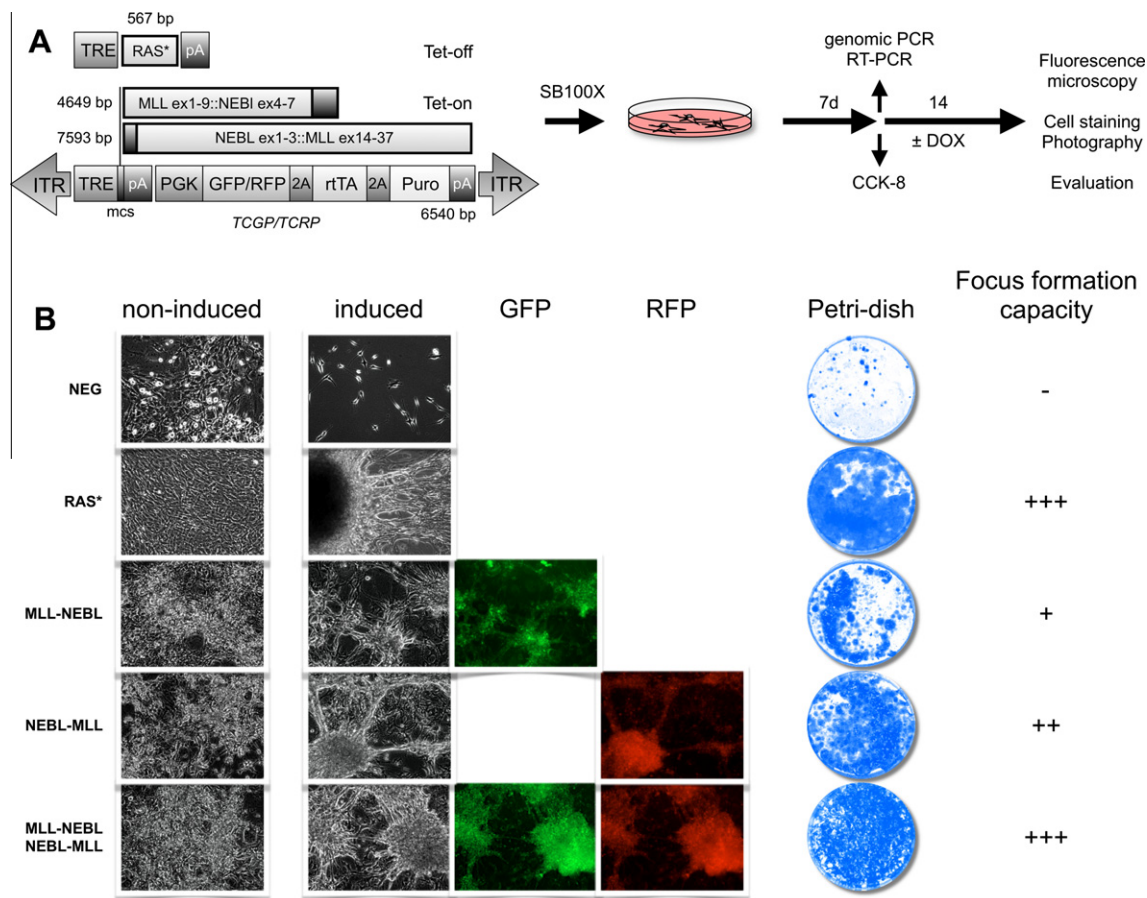 A
567 bp
TRE RAS* pA Tet-off
4649 bp MLL ex1-9::NEBl ex4-7 Tet-on
7593 bp NEBL ex1-3::MLL ex14-37
ITR TRE pA PGK GFP/RFP 2A rtTA 2A Puro pA ITR
mcs TCGP/TCRP 6540 bp
SB100X
7d
genomic PCR
RT-PCR
CCK-8
14
± DOX
Fluorescence
microscopy
Cell staining
Photography
Evaluation
B
non-induced induced GFP RFP Petri-dish Focus formation
capacity
NEG -
RAS* +++
MLL-NEBL +
NEBL-MLL ++
MLL-NEBL
NEBL-MLL +++